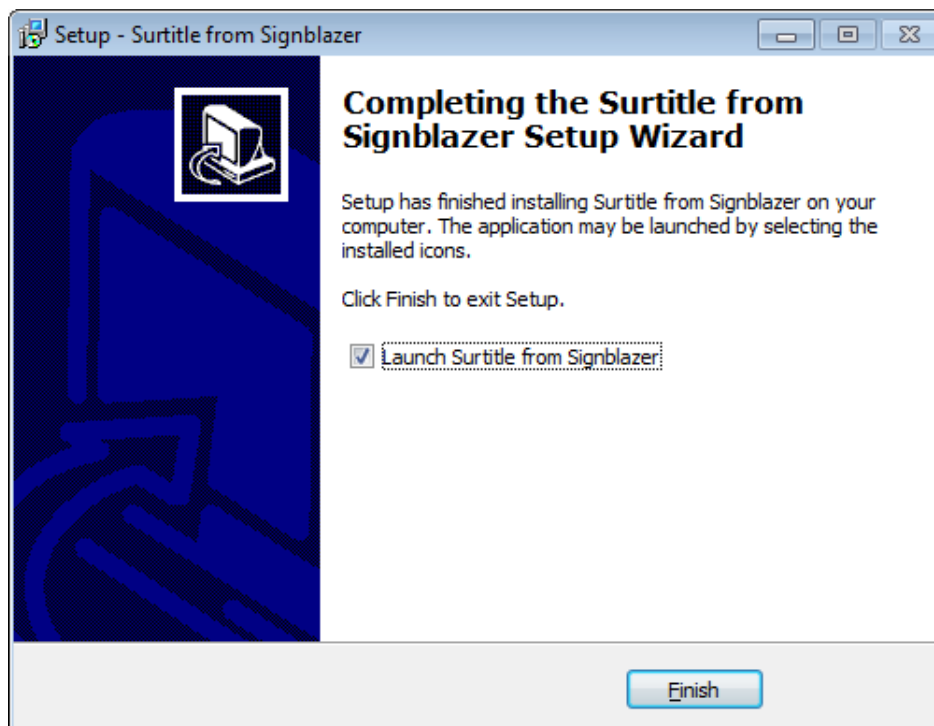 Setup - Surtitle from Signblazer
Completing the Surtitle from
Signblazer Setup Wizard
Setup has finished installing Surtitle from Signblazer on your
computer. The application may be launched by selecting the
installed icons.
Click Finish to exit Setup.
Launch Surtitle from Signblazer
Finish